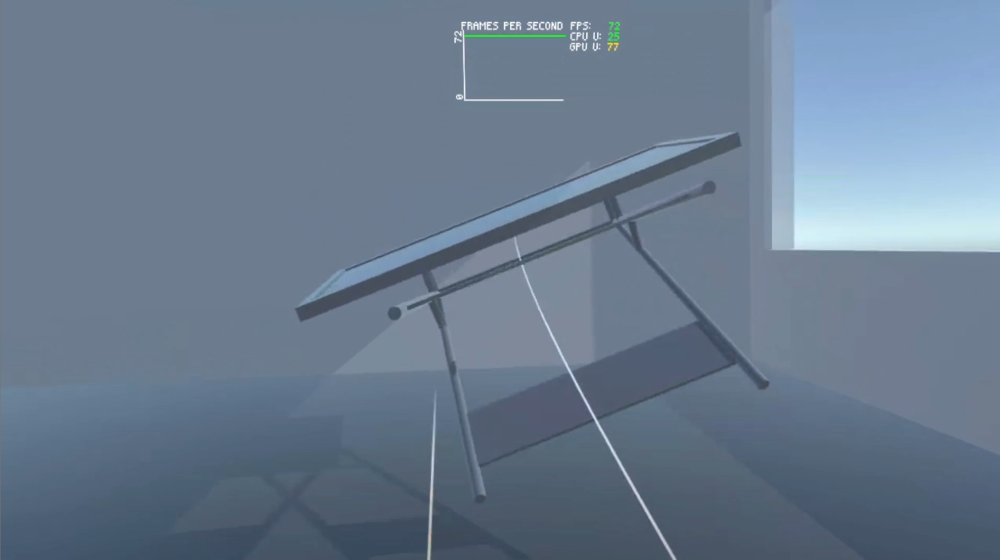 FRAMES PER SECOND FPS: 72
72 CPU U: 25
GPU U: 77
0